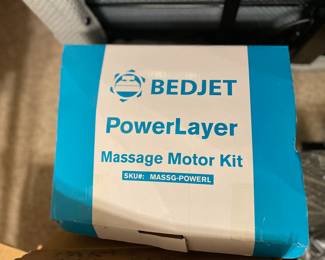 BEDJET
PowerLayer
Massage Motor Kit
SKU#: MASSG-POWERL